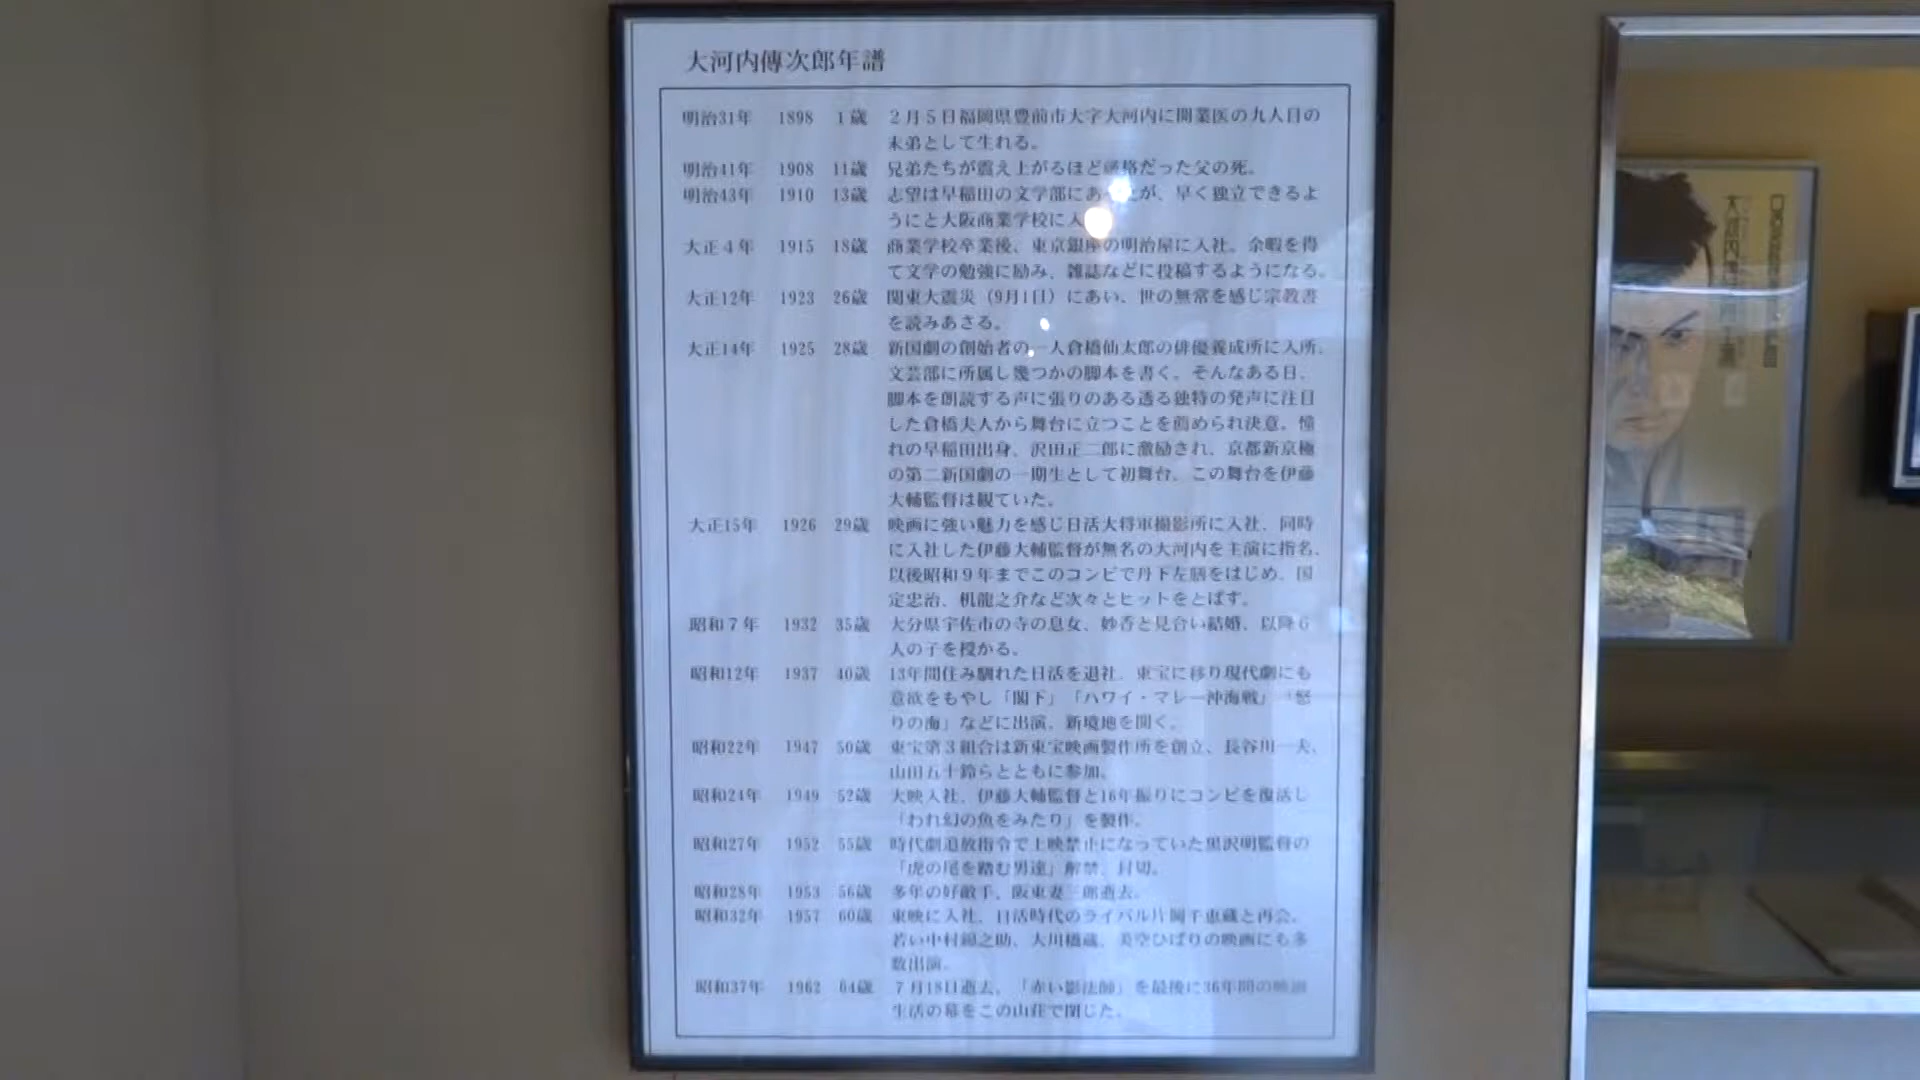 大河内傳次郎年譜
明治31年 1898 1歳 2月5日福岡県豊前市大字大河内に開業医の九人目の
末弟として生れる。
明治41年 1908 11歳 兄弟たちが震え上がるほど厳格だった父の死。
明治43年 1910 13歳 志望は早稲田の文学部にあったが、早く独立できるよ
うにと大阪商業学校に入
大正4年 1915 18歳 商業学校卒業後、東京銀座の明治屋に入社。余暇を得
て文学の勉強に励み、雑誌などに投稿するようになる。
大正12年 1923 26歳 関東大震災(9月1日)にあい、世の無常を感じ宗教書
を読みあさる。
大正14年 1925 28歳 新国劇の創始者の一人倉橋仙太郎の俳優養成所に入所。
文芸部に所属し幾つかの脚本を書く。そんなある日、
脚本を朗読する声に張りのある透る独特の発声に注目
した倉橋夫人から舞台に立つことを薦められ決意。憧
れの早稲田出身、沢田正二郎に激励され、京都新京極
の第二新国劇の一期生として初舞台。この舞台を伊藤
大輔監督は観ていた。
大正15年 1926 29歳 映画に強い魅力を感じ日活大将軍撮影所に入社。同時
に入社した伊藤大輔監督が無名の大河内を主演に指名。
以後昭和9年までこのコンビで丹下左膳をはじめ、国
定忠治、机龍之介など次々とヒットをとばす。
昭和7年 1932 35歳 大分県宇佐市の寺の息女、妙香と見合い結婚。以降6
人の子を授かる。
昭和12年 1937 40歳 13年間住み馴れた日活を退社。東宝に移り現代劇にも
意欲をもやし「閣下」「ハワイ・マレー沖海戦」「怒
りの海」などに出演。新境地を開く。
昭和22年 1947 50歳 東宝第3組合は新東宝映画製作所を創立、長谷川一夫、
山田五十鈴らとともに参加。
昭和24年 1949 52歳 大映入社。伊藤大輔監督と16年振りにコンビを復活し
「われ幻の魚をみたり」を製作。
昭和27年 1952 55歳 時代劇追放指令で上映禁止になっていた黒沢明監督の
「虎の尾を踏む男達」解禁、封切。
昭和28年 1953 56歳 多年の好敵手、阪東妻三郎逝去。
昭和32年 1957 60歳 東映に入社。日活時代のライバル片岡千恵蔵と再会。
若い中村錦之助、大川橋蔵、美空ひばりの映画にも多
数出演。
昭和37年 1962 64歳 7月18日逝去。「赤い影法師」を最後に36年間の映画
生活の幕をこの山荘で閉じた。